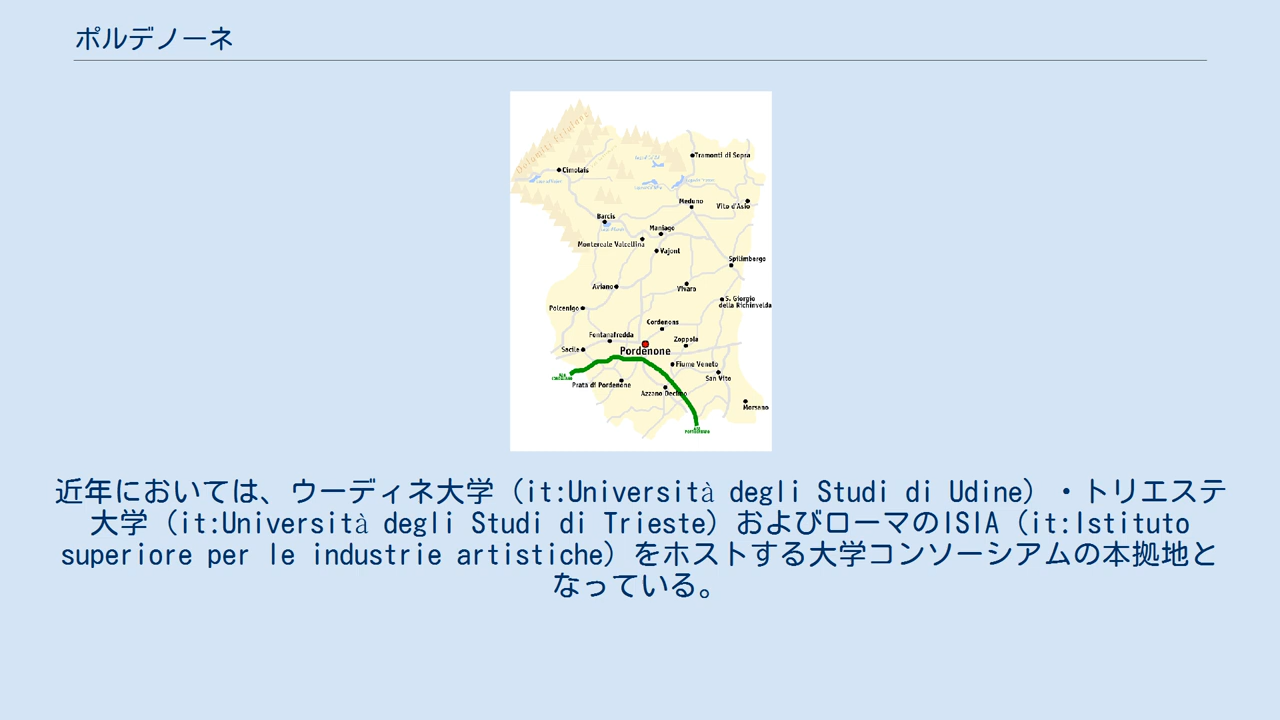 ポルデノーネ
Dolomiti Friulane
Tramonti di Sopra
Cimolais
Meduno
Vito d'Asio
Barcis
Maniago
Montereale Valcellina
Vajont
Spilimbergo
Aviano
Vivaro
S. Giorgio
della Richinvelda
Polcenigo
Cordenons
Fontanafredda
Zoppola
Sacile
Pordenone
Fiume Veneto
San Vito
Prata di Pordenone
Azzano Decimo
Morsano
近年においては、ウーディネ大学（it:Università degli Studi di Udine）・トリエステ
大学（it:Università degli Studi di Trieste）およびローマのISIA（it:Istituto
superiore per le industrie artistiche）をホストする大学コンソーシアムの本拠地と
なっている。